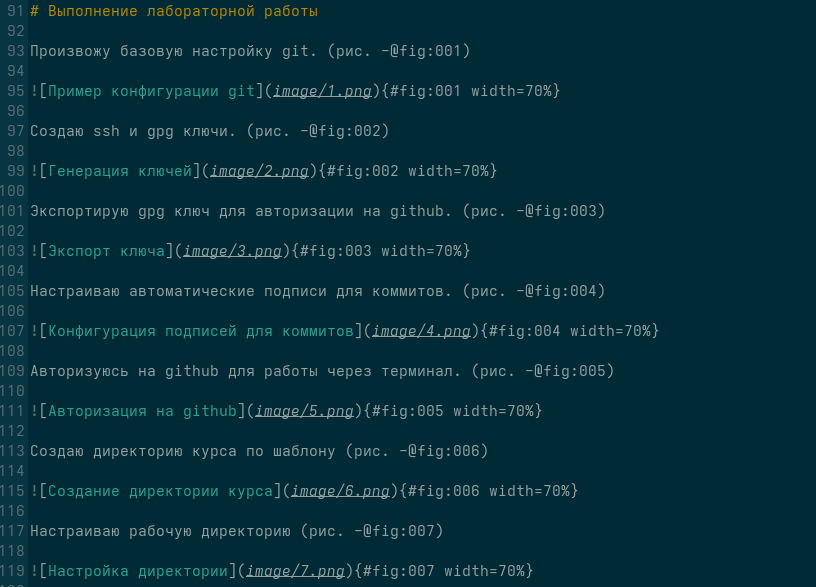 91 # Выполнение лабораторной работы
92
93 Произвожу базовую настройку git. (рис. -@fig:001)
94
95 ![Пример конфигурации git](image/1.png){#fig:001 width=70%}
96
97 Создаю ssh и gpg ключи. (рис. -@fig:002)
98
99 ![Генерация ключей](image/2.png){#fig:002 width=70%}
100
101 Экспортирую gpg ключ для авторизации на github. (рис. -@fig:003)
102
103 ![Экспорт ключа](image/3.png){#fig:003 width=70%}
104
105 Настраиваю автоматические подписи для коммитов. (рис. -@fig:004)
106
107 ![Конфигурация подписей для коммитов](image/4.png){#fig:004 width=70%}
108
109 Авторизуюсь на github для работы через терминал. (рис. -@fig:005)
110
111 ![Авторизация на github](image/5.png){#fig:005 width=70%}
112
113 Создаю директорию курса по шаблону (рис. -@fig:006)
114
115 ![Создание директории курса](image/6.png){#fig:006 width=70%}
116
117 Настраиваю рабочую директорию (рис. -@fig:007)
118
119 ![Настройка директории](image/7.png){#fig:007 width=70%}